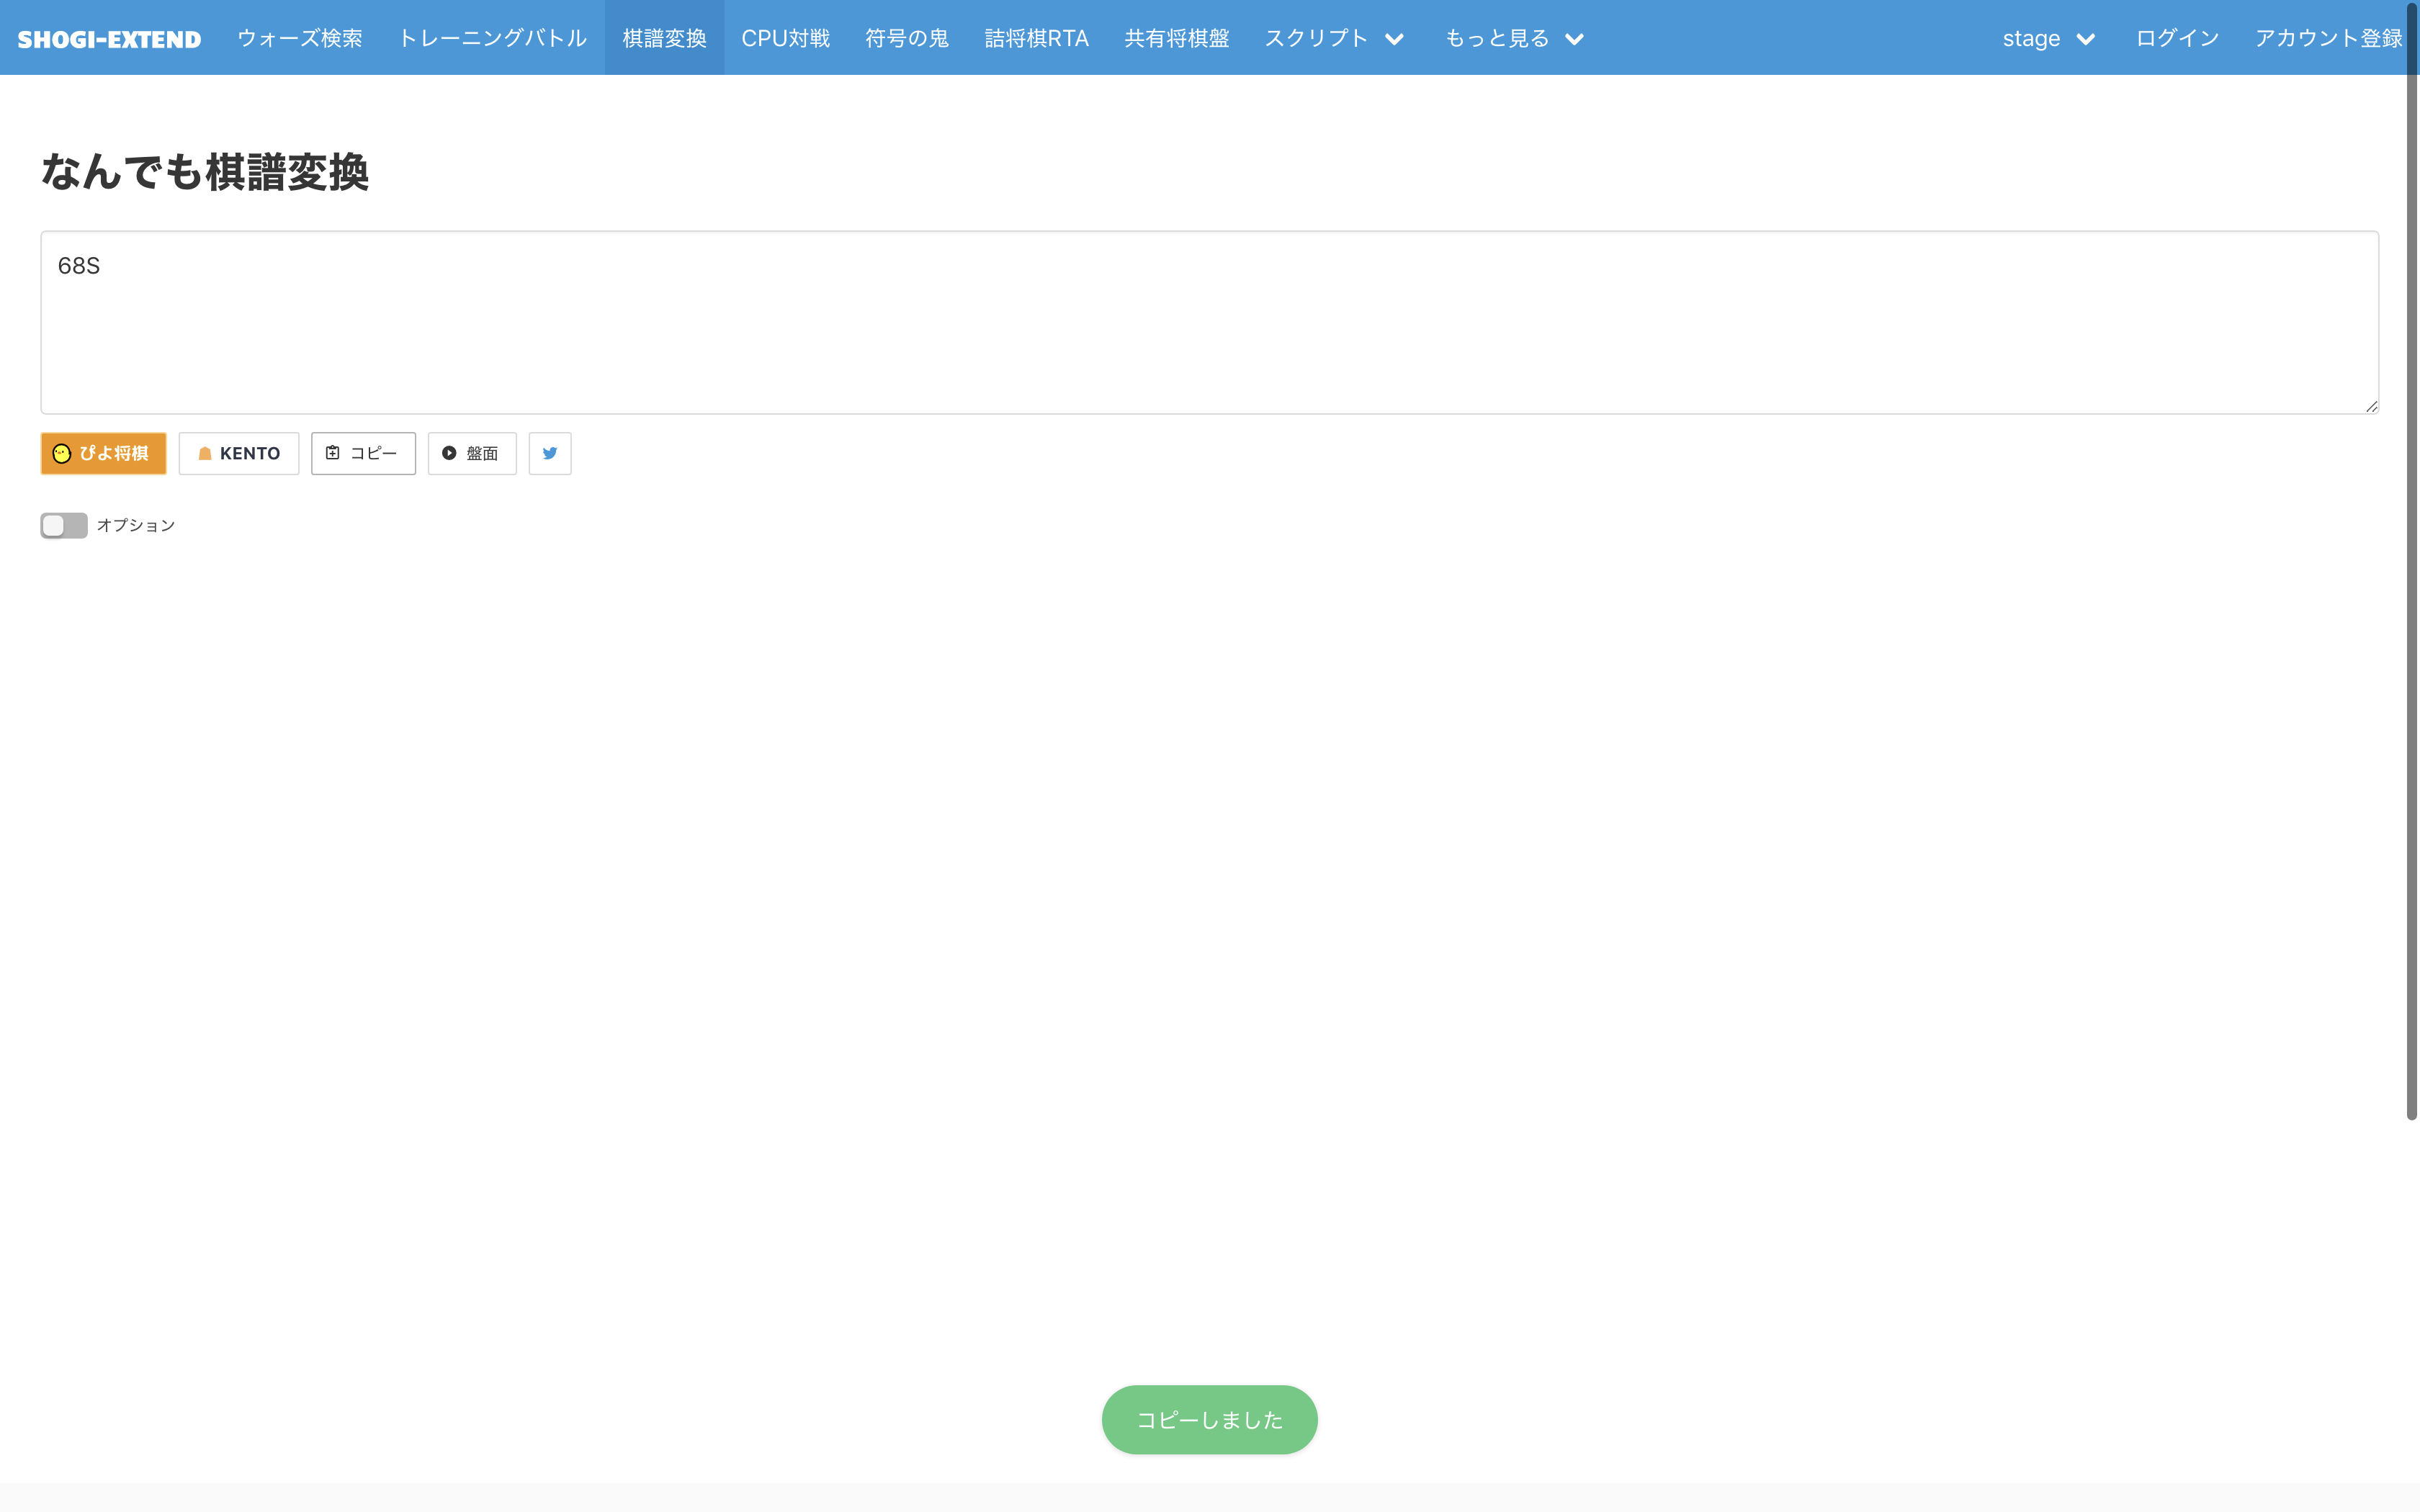 SHOGI-EXTEND ウォーズ検索 トレーニングバトル 棋譜変換 CPU対戦 符号の鬼 詰将棋RTA 共有将棋盤 スクリプト もっと見る stage ログイン アカウント登録
なんでも棋譜変換
68S
ぴよ将棋 KENTO コピー 盤面
オプション
コピーしました